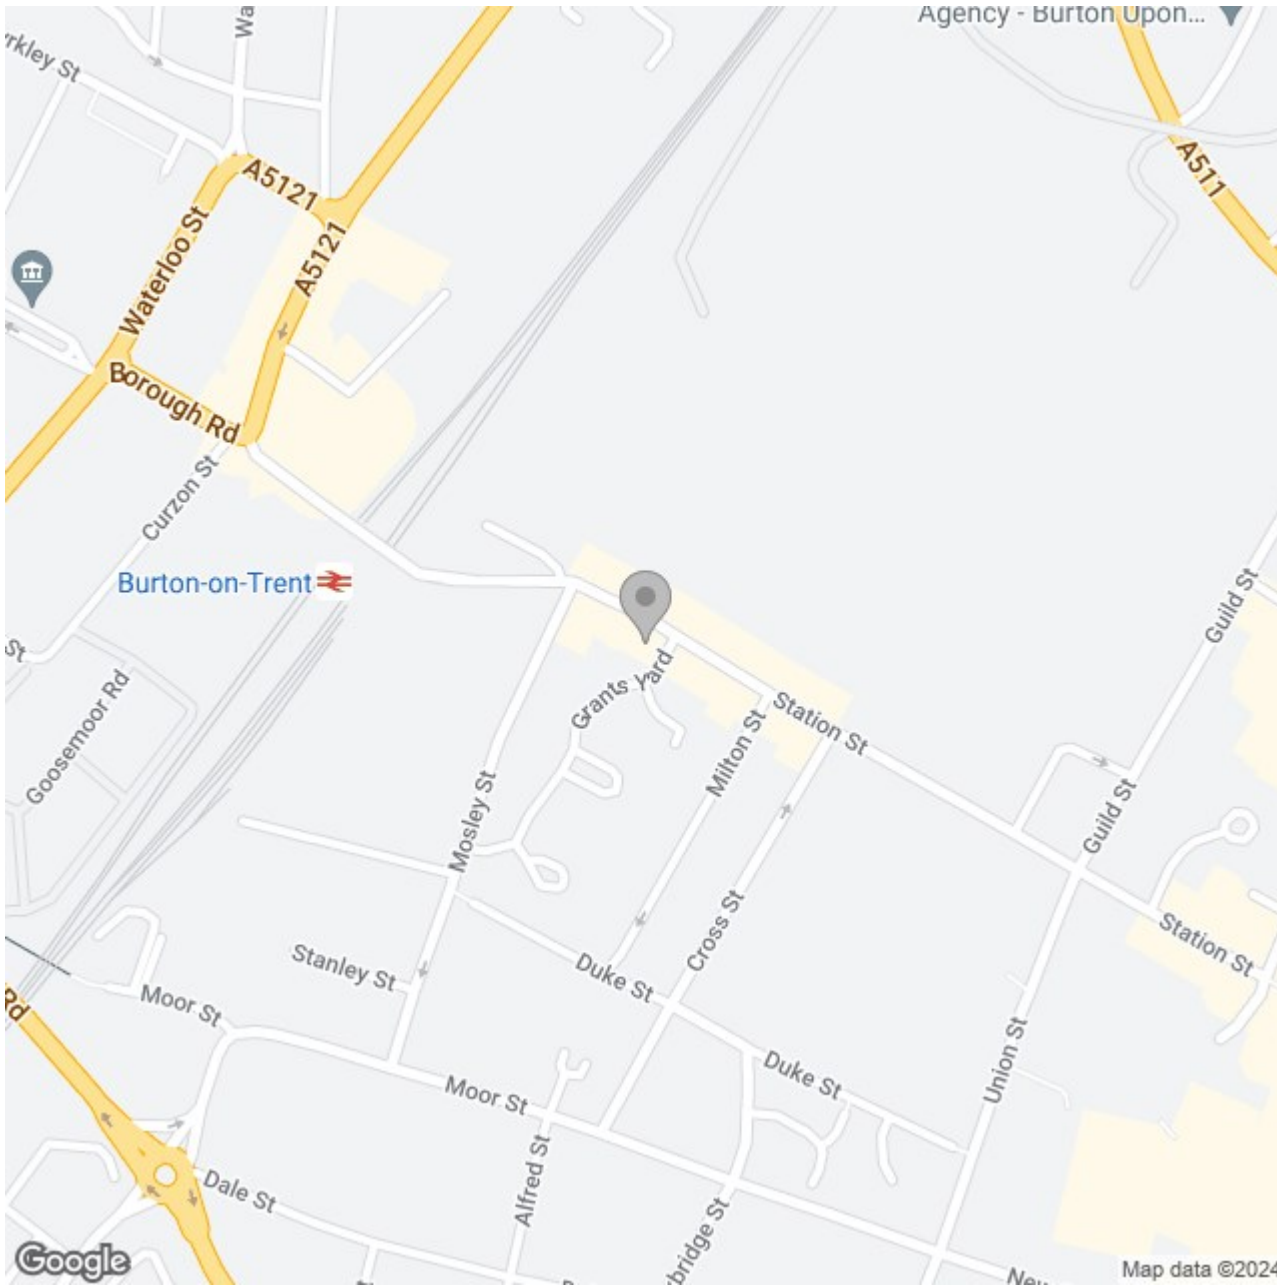 Agency - Burton Upon...
A5121
A511
A5121
Waterloo St
Borough Rd
Curzon St
Burton-on-Trent
Guild St
St
Goosemoor Rd
Grants Yard
Station St
Milton St
Mosley St
Guild St
Cross St
Station St
Stanley St
Duke St
Rd
Moor St
Union St
Duke St
Moor St
Alfred St
Dale St
Google
Map data ©2024